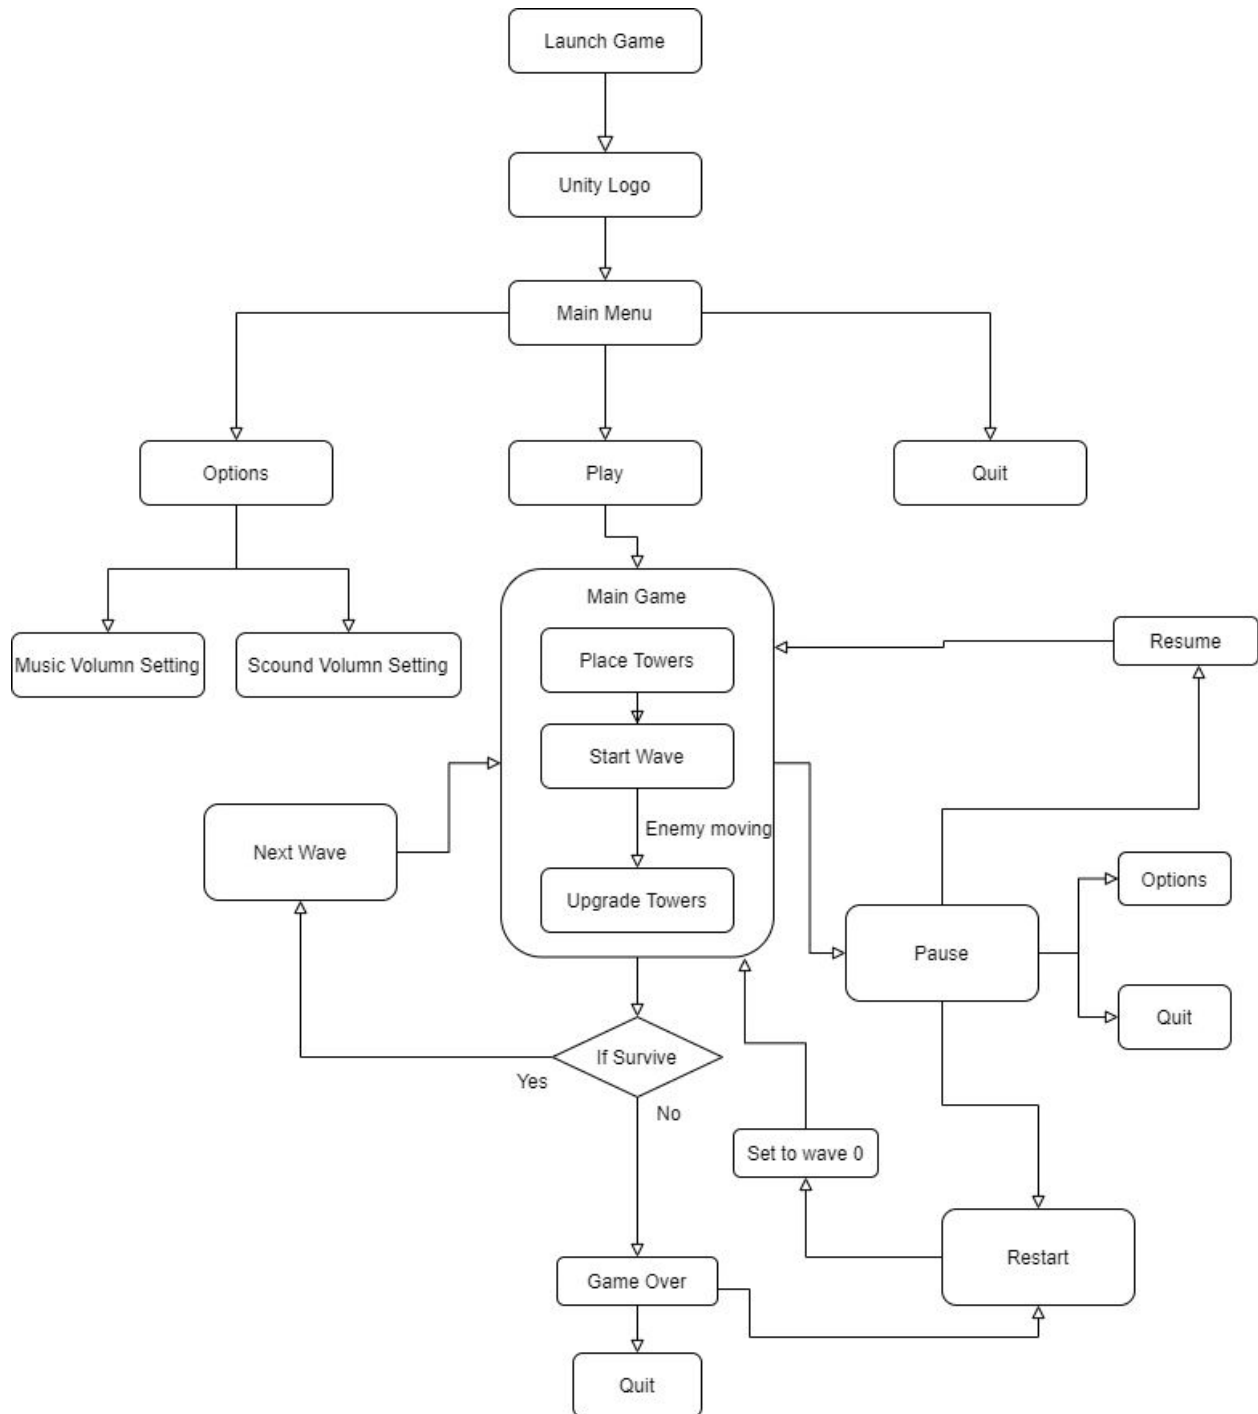 Launch Game
Unity Logo
Main Menu
Options
Play
Quit
Main Game
Music Volumn Setting
Scound Volumn Setting
Place Towers
Resume
Start Wave
Enemy moving
Next Wave
Upgrade Towers
Options
Pause
Quit
If Survive
Yes
No
Set to wave 0
Restart
Game Over
Quit